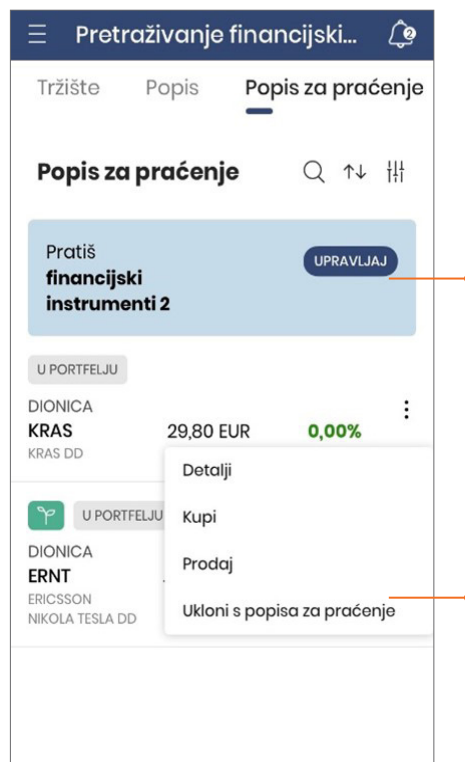 Pretraživanje financijski...
2
Tržište Popis Popis za praćenje
Popis za praćenje
Pratiš
financijski
instrumenti 2
UPRAVLJAJ
U PORTFELJU
DIONICA
KRAS 29,80 EUR 0,00%
KRAS DD
Detalji
Kupi
Prodaj
Ukloni s popisa za praćenje
U PORTFELJU
DIONICA
ERNT
ERICSSON
NIKOLA TESLA DD